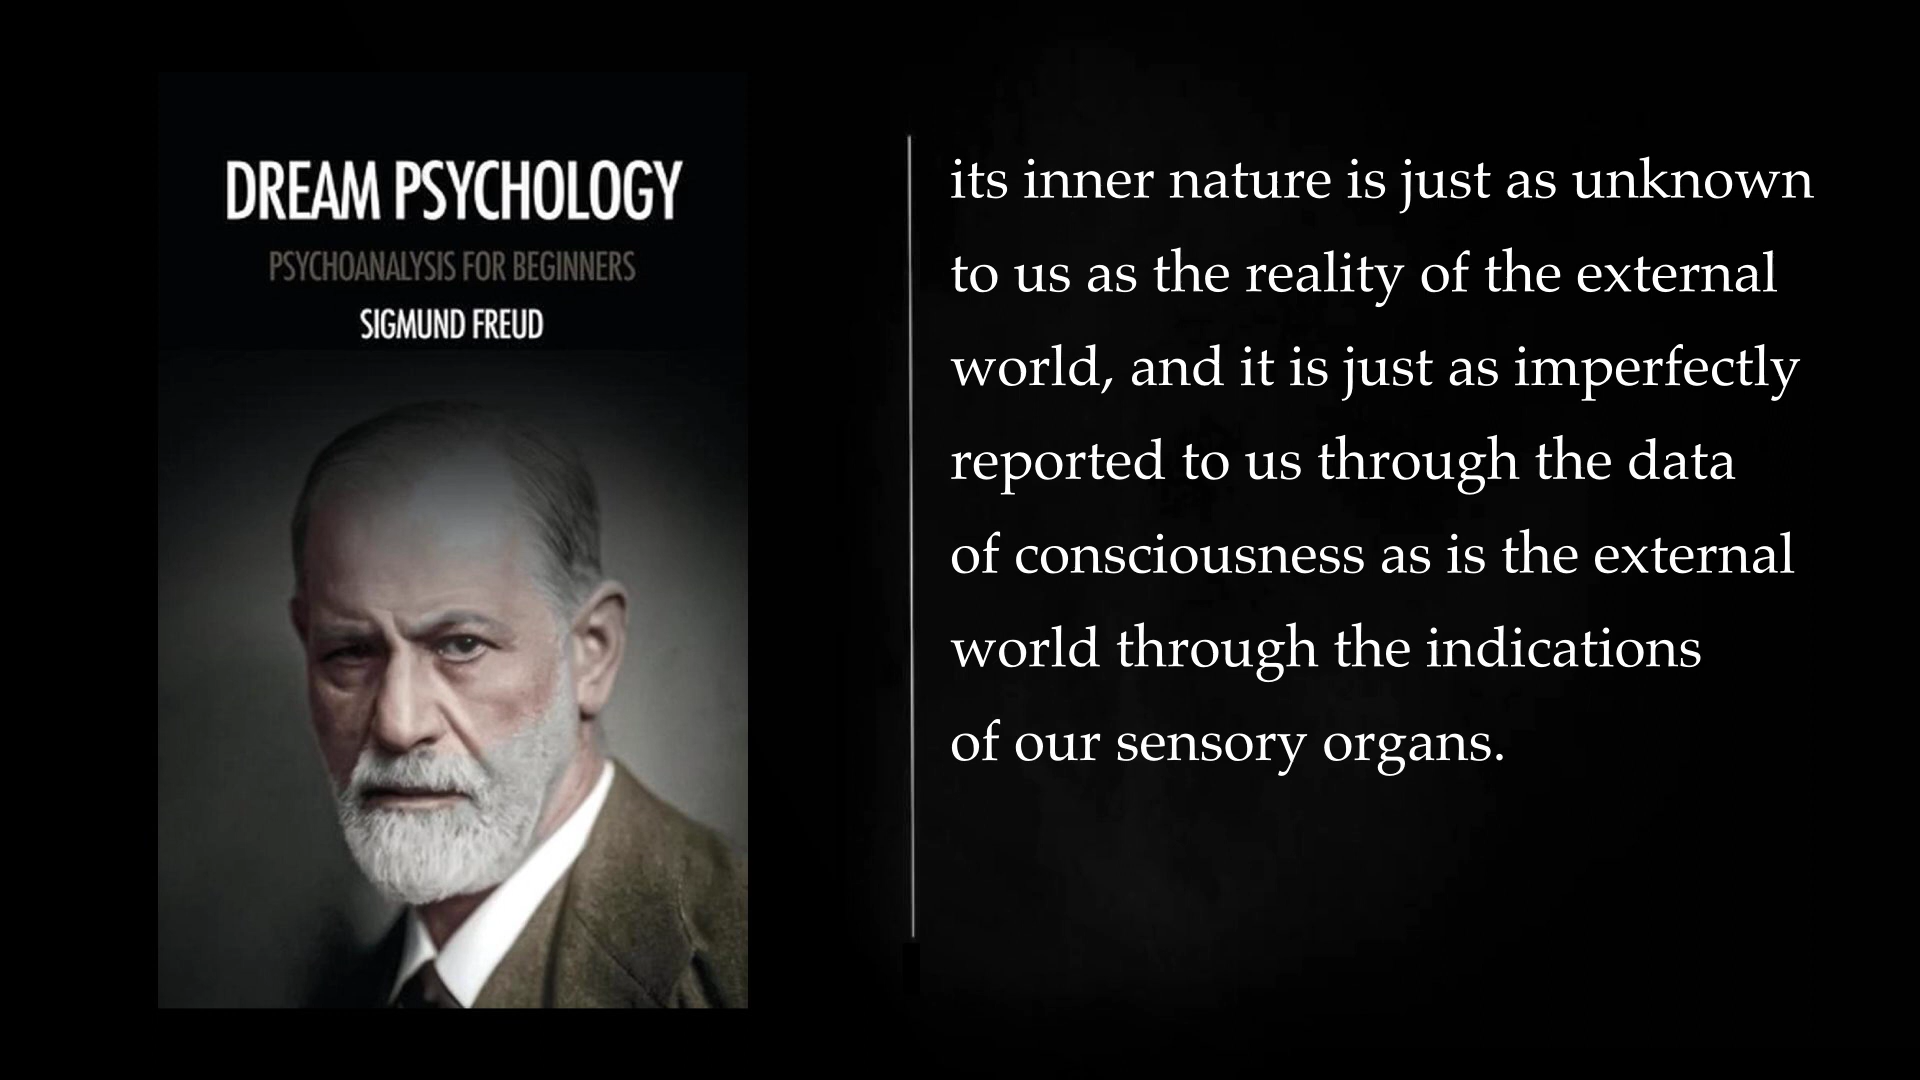 DREAM PSYCHOLOGY
PSYCHOANALYSIS FOR BEGINNERS
SIGMUND FREUD
its inner nature is just as unknown
to us as the reality of the external
world, and it is just as imperfectly
reported to us through the data
of consciousness as is the external
world through the indications
of our sensory organs.